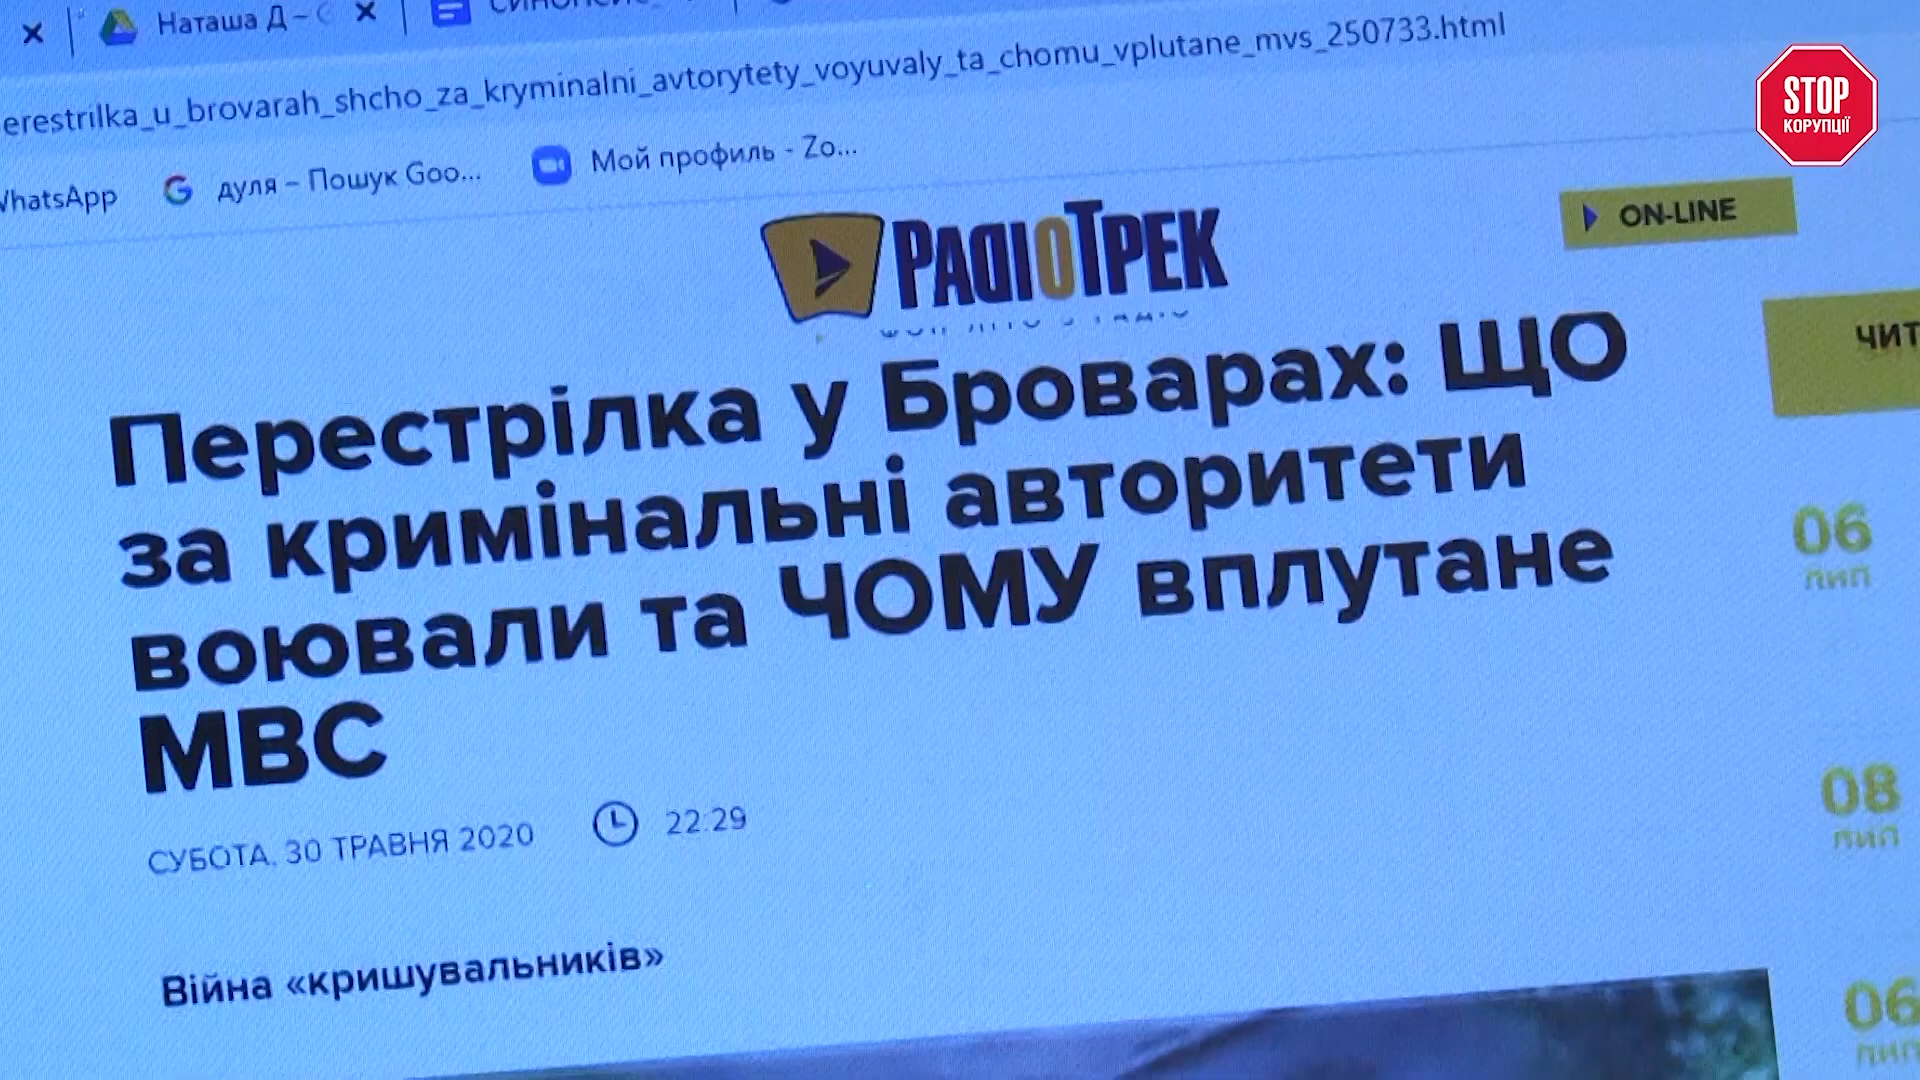 Наташа Д –
erestrilka_u_brovarah_shcho_za_kryminalni_avtorytety_voyuvaly_ta_chomu_vplutane_mvs_250733.html
STOP
КОРУПЦІЇ
WhatsApp
дуля – Пошук Goo...
Мой профиль - Zo...
РадіоТрек
ON-LINE
ЧИТ
Перестрілка у Броварах: ЩО
за кримінальні авторитети
воювали та ЧОМУ вплутане
МВС
06
лип
СУБОТА, 30 ТРАВНЯ 2020
22:29
08
лип
Війна «кришувальників»
06
лип